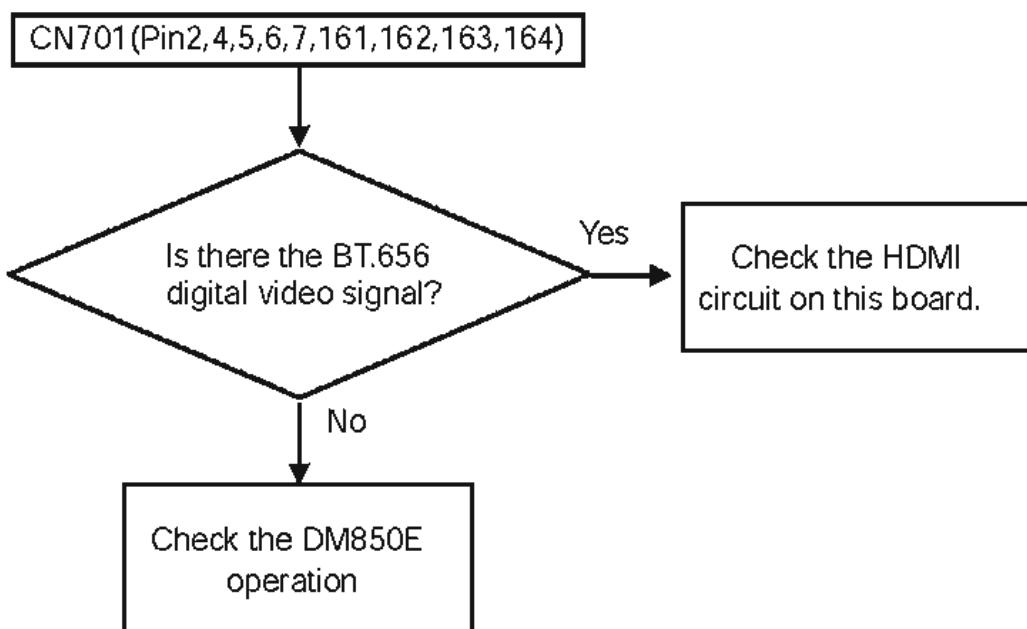 CN701(Pin2,4,5,6,7,161,162,163,164)
Is there the BT.656
digital video signal?
Yes
Check the HDMI
circuit on this board.
No
Check the DM850E
operation